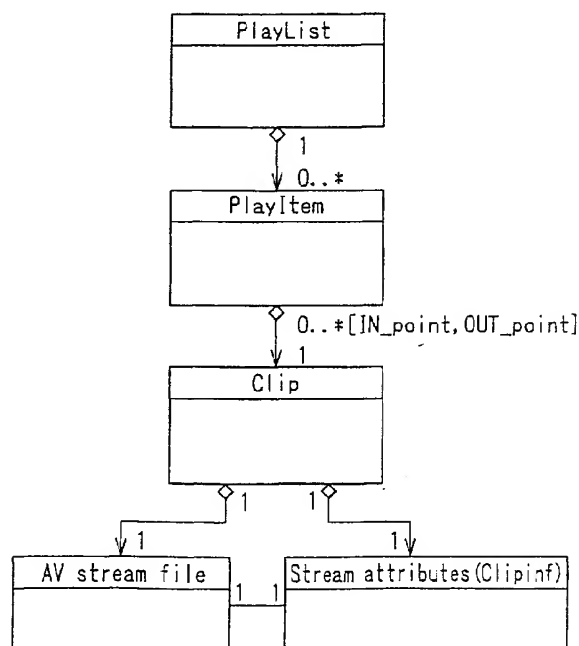 PlayList
1
0..*
PlayItem
0..*[IN_point,OUT_point]
1
Clip
1 1
1 1
AV stream file Stream attributes(Clipinf)
1 1